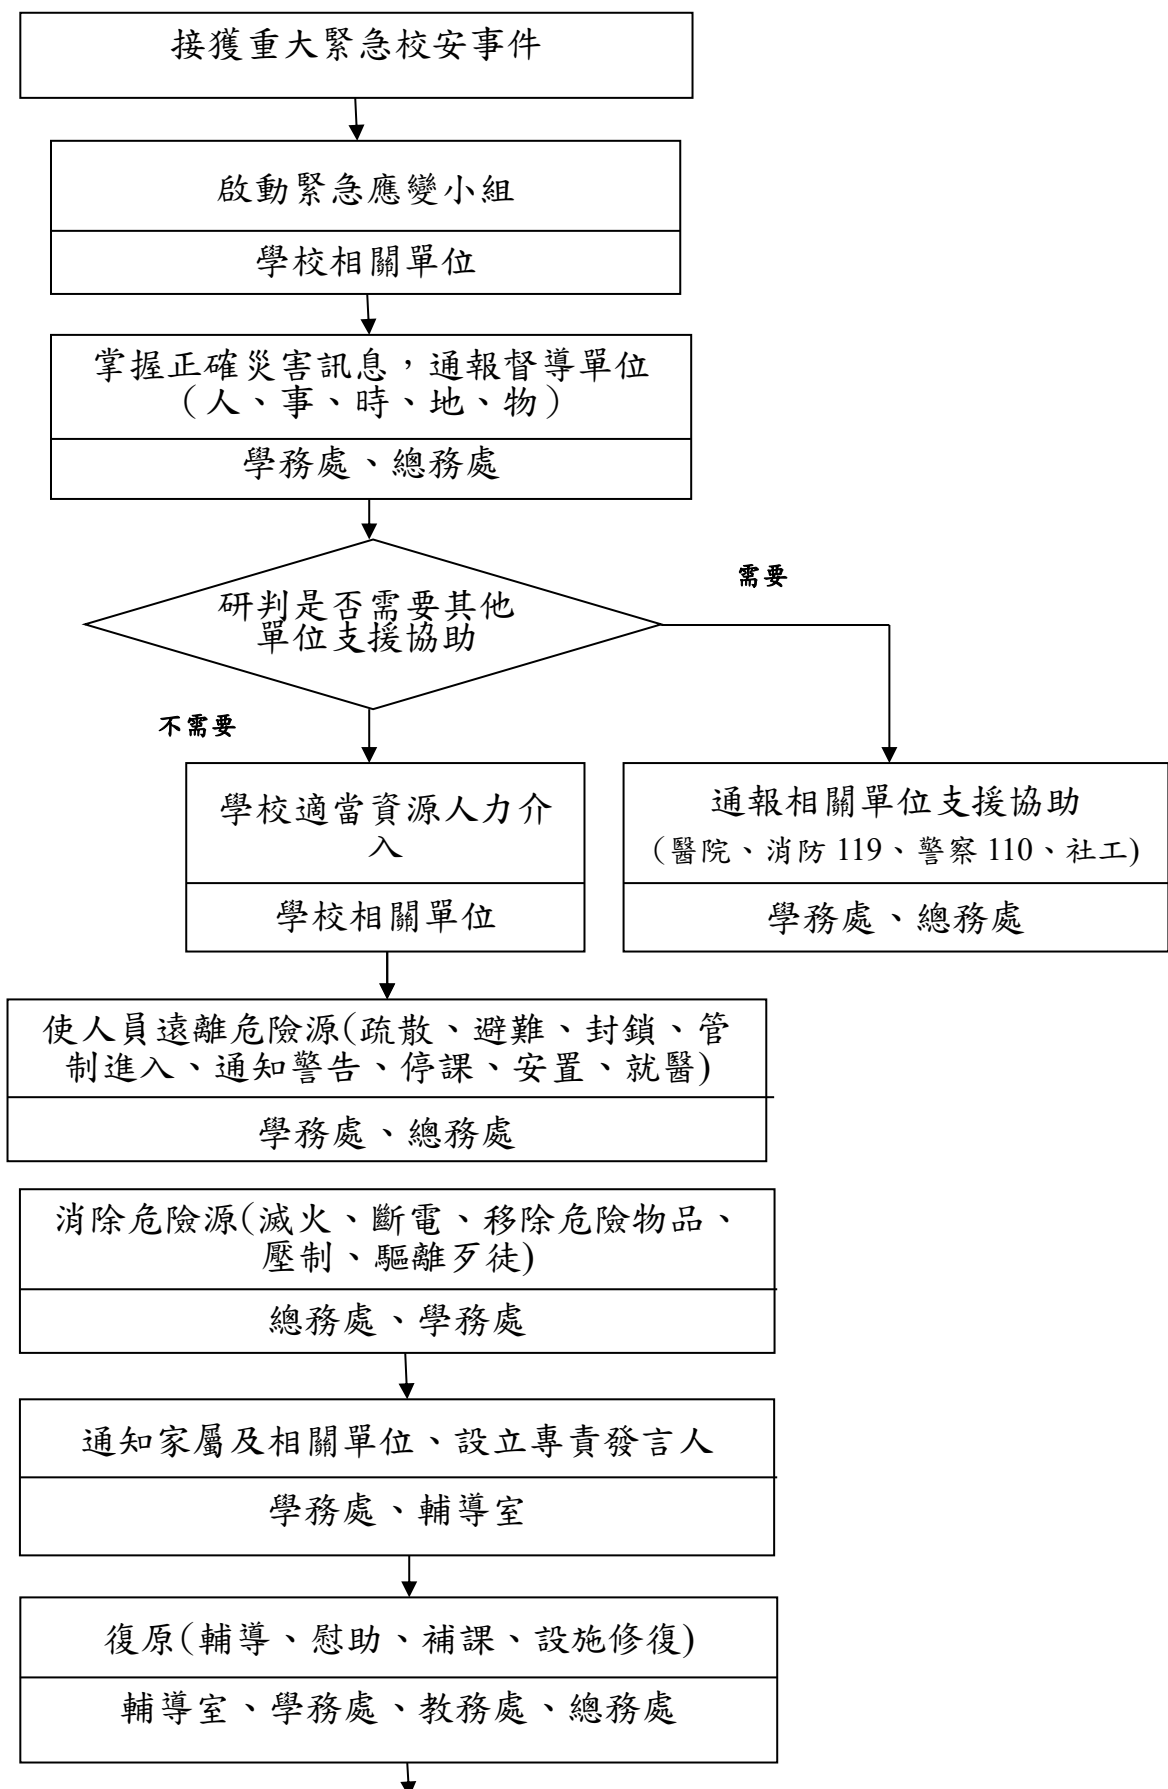 接獲重大緊急校安事件
啟動緊急應變小組
學校相關單位
掌握正確災害訊息，通報督導單位
（人、事、時、地、物）
學務處、總務處
需要
研判是否需要其他
單位支援協助
不需要
學校適當資源人力介
入
學校相關單位
通報相關單位支援協助
（醫院、消防 119、警察 110、社工)
學務處、總務處
使人員遠離危險源(疏散、避難、封鎖、管
制進入、通知警告、停課、安置、就醫)
學務處、總務處
消除危險源(滅火、斷電、移除危險物品、
壓制、驅離歹徒)
總務處、學務處
通知家屬及相關單位、設立專責發言人
學務處、輔導室
復原(輔導、慰助、補課、設施修復)
輔導室、學務處、教務處、總務處